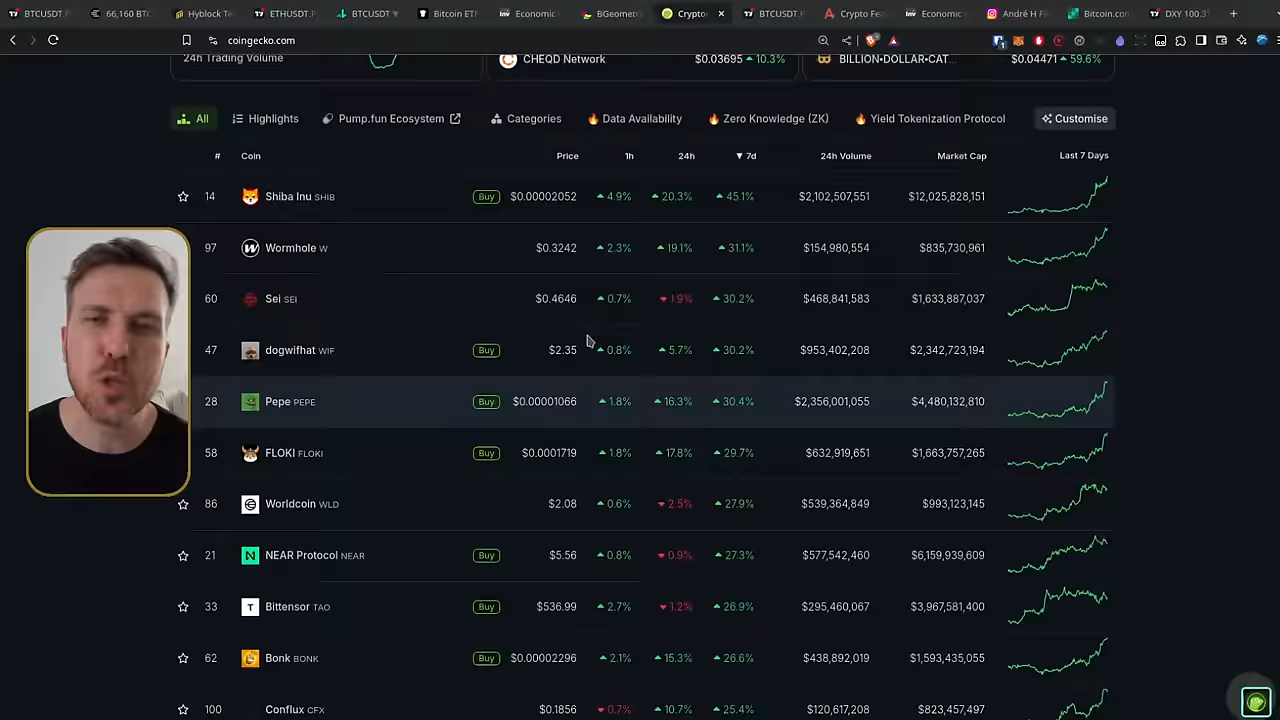 BTCUSDT.P
66,160 BTC
Hyblock Te
ETHUSDT.P
BTCUSDT
Bitcoin ETF
Economic
BGeometr
Crypto
BTCUSDT.P
Crypto Fea
Economic
André H F
Bitcoin.con
DXY 100.3
coingecko.com
24h Trading Volume
CHEQD Network $0.03695 10.3%
BILLION•DOLLAR•CAT... $0.04471 59.6%
All Highlights Pump.fun Ecosystem Categories Data Availability Zero Knowledge (ZK) Yield Tokenization Protocol Customise
# Coin Price 1h 24h ▼ 7d 24h Volume Market Cap Last 7 Days
14 Shiba Inu SHIB Buy $0.00002052 4.9% 20.3% 45.1% $2,102,507,551 $12,025,828,151
97 Wormhole W $0.3242 2.3% 19.1% 31.1% $154,980,554 $835,730,961
60 Sei SEI $0.4646 0.7% 1.9% 30.2% $468,841,583 $1,633,887,037
47 dogwifhat WIF Buy $2.35 0.8% 5.7% 30.2% $953,402,208 $2,342,723,194
28 Pepe PEPE Buy $0.00001066 1.8% 16.3% 30.4% $2,356,001,055 $4,480,132,810
58 FLOKI FLOKI Buy $0.0001719 1.8% 17.8% 29.7% $632,919,651 $1,663,757,265
86 Worldcoin WLD Buy $2.08 0.6% 2.5% 27.9% $539,364,849 $993,123,145
21 NEAR Protocol NEAR Buy $5.56 0.8% 0.9% 27.3% $577,542,460 $6,159,939,609
33 Bittensor TAO Buy $536.99 2.7% 1.2% 26.9% $295,460,067 $3,967,581,400
62 Bonk BONK Buy $0.00002296 2.1% 15.3% 26.6% $438,892,019 $1,593,435,055
100 Conflux CFX $0.1856 0.7% 10.7% 25.4% $120,617,208 $823,457,497